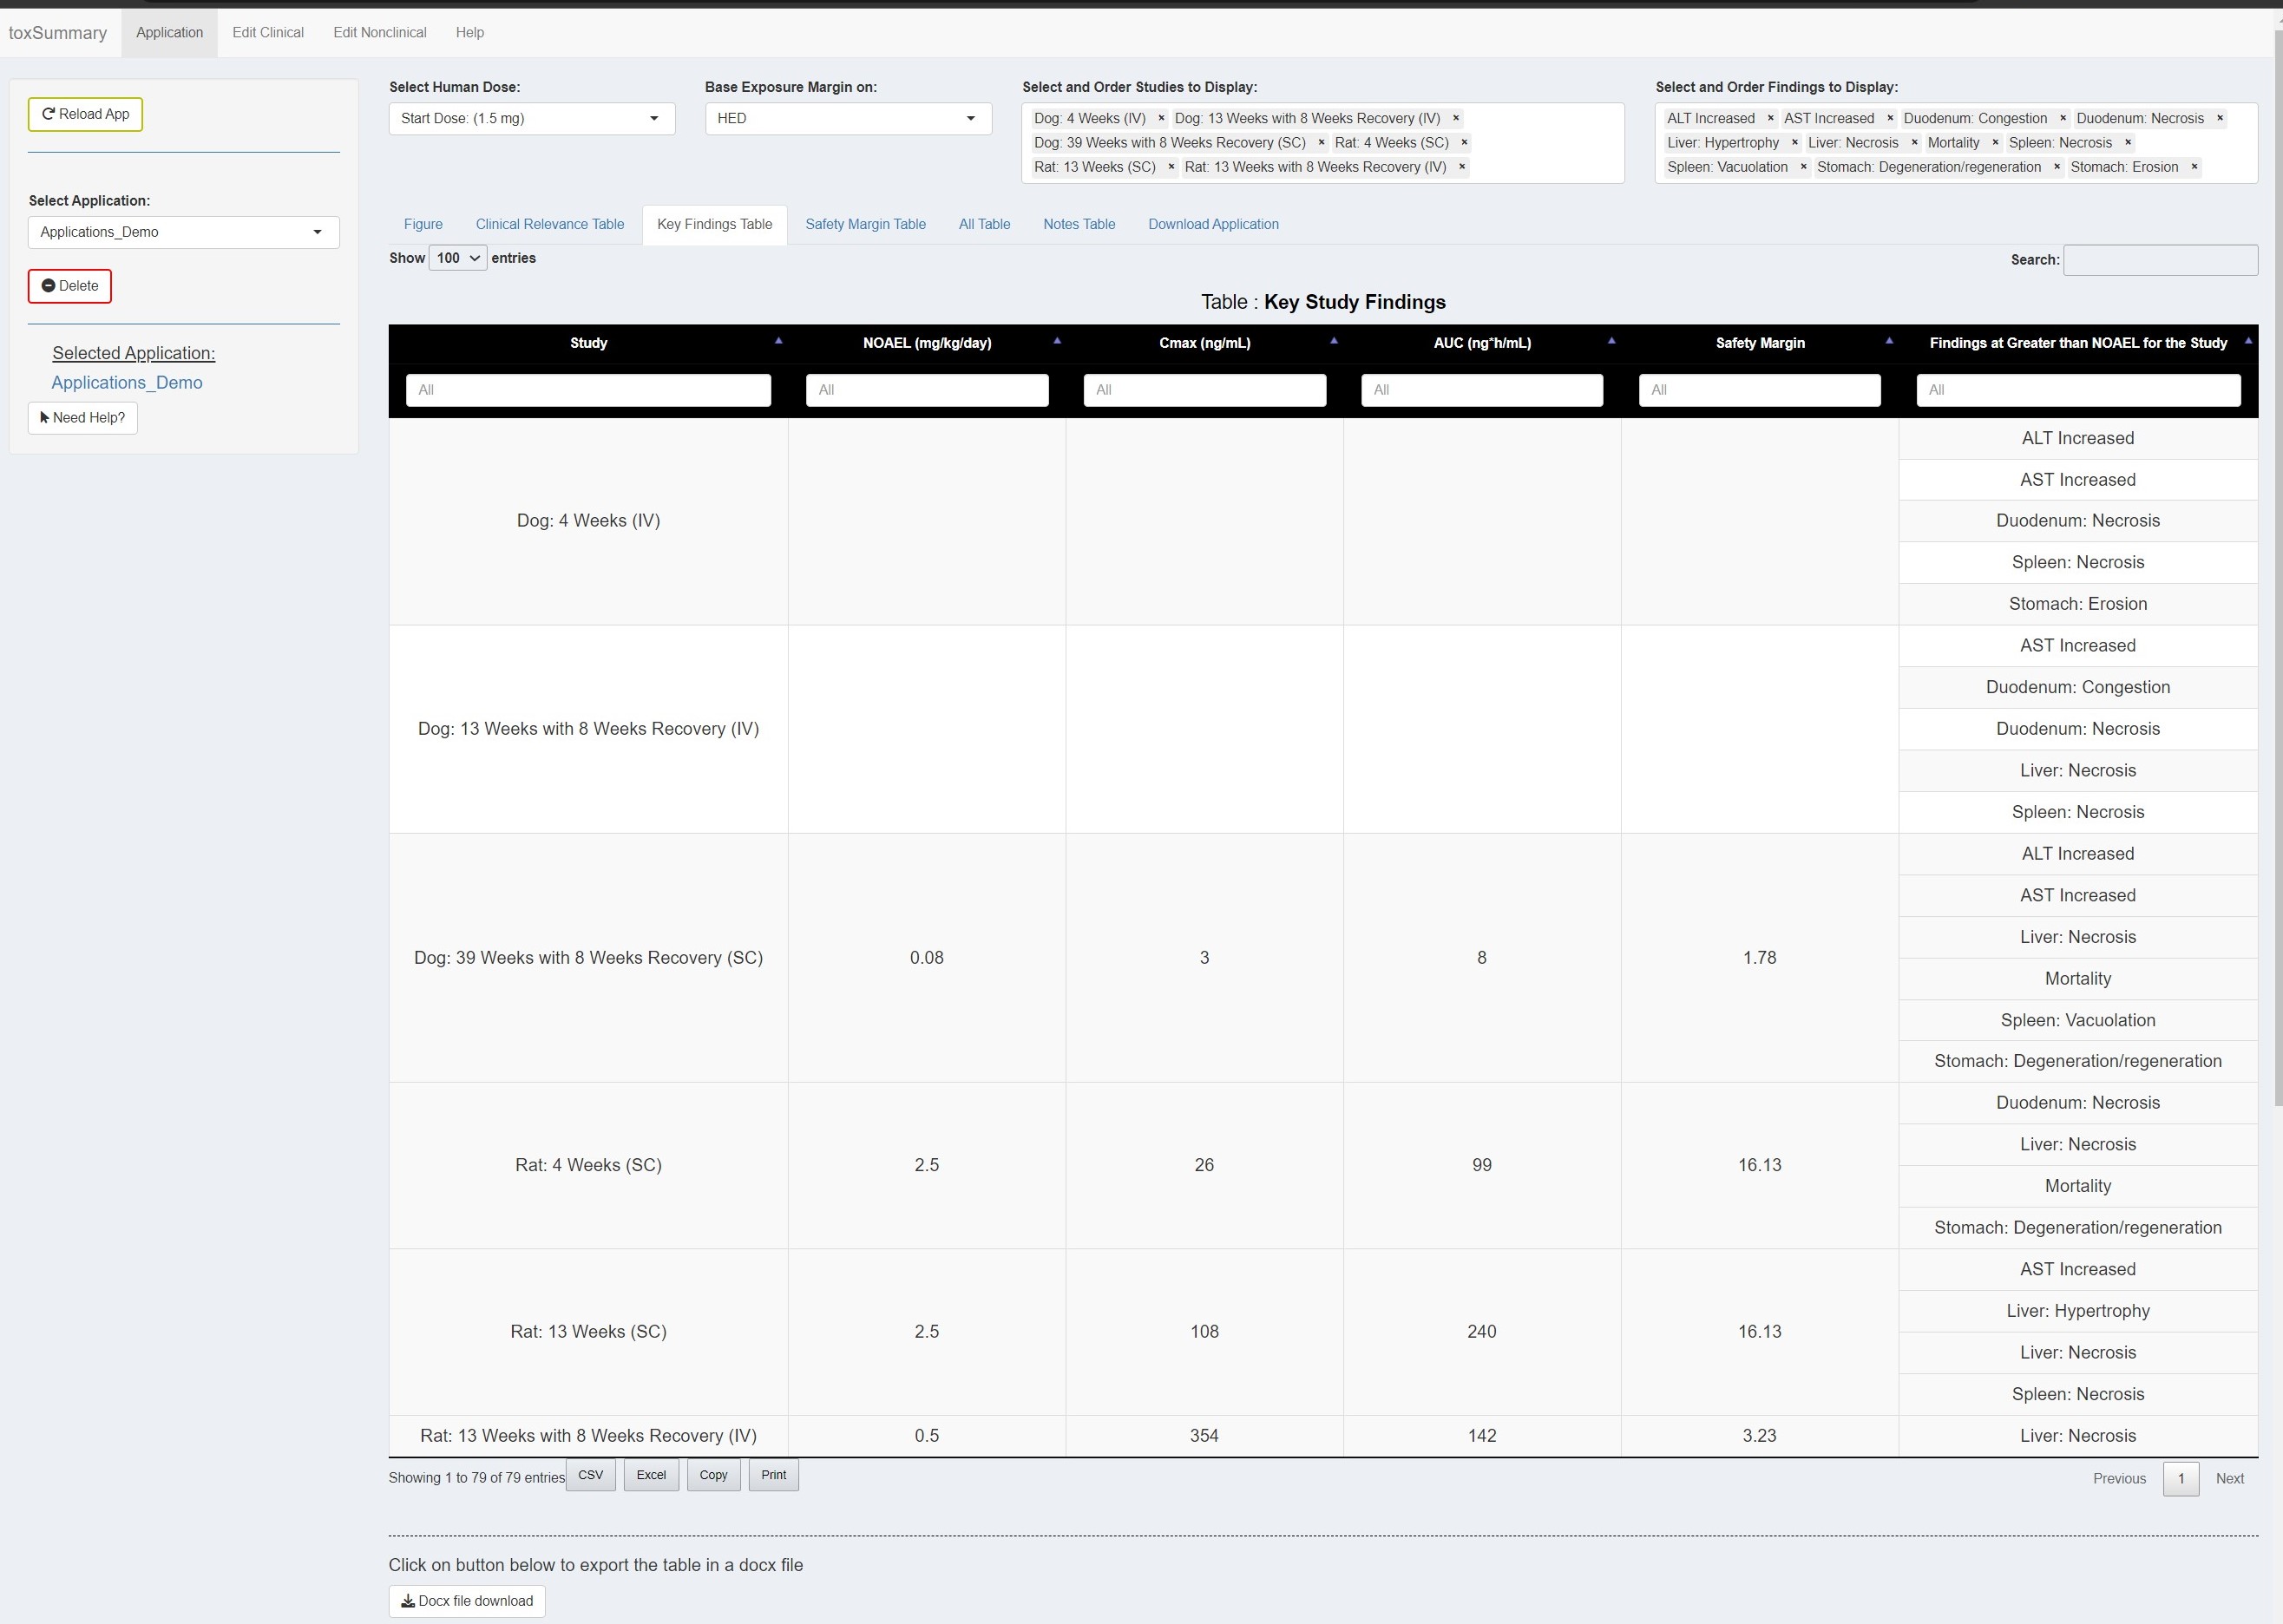 toxSummary Application Edit Clinical Edit Nonclinical Help
Reload App
Select Application:
Applications_Demo
Delete
Selected Application:
Applications_Demo
Need Help?
Select Human Dose:
Start Dose: (1.5 mg)
Base Exposure Margin on:
HED
Select and Order Studies to Display:
Dog: 4 Weeks (IV) × Dog: 13 Weeks with 8 Weeks Recovery (IV) ×
Dog: 39 Weeks with 8 Weeks Recovery (SC) × Rat: 4 Weeks (SC) ×
Rat: 13 Weeks (SC) × Rat: 13 Weeks with 8 Weeks Recovery (IV) ×
Select and Order Findings to Display:
ALT Increased × AST Increased × Duodenum: Congestion × Duodenum: Necrosis ×
Liver: Hypertrophy × Liver: Necrosis × Mortality × Spleen: Necrosis ×
Spleen: Vacuolation × Stomach: Degeneration/regeneration × Stomach: Erosion ×
Figure Clinical Relevance Table Key Findings Table Safety Margin Table All Table Notes Table Download Application
Show 100 entries
Search:
Table : Key Study Findings
Study NOAEL (mg/kg/day) Cmax (ng/mL) AUC (ng*h/mL) Safety Margin Findings at Greater than NOAEL for the Study
All All All All All All
Dog: 4 Weeks (IV)
ALT Increased
AST Increased
Duodenum: Necrosis
Spleen: Necrosis
Stomach: Erosion
Dog: 13 Weeks with 8 Weeks Recovery (IV)
AST Increased
Duodenum: Congestion
Duodenum: Necrosis
Liver: Necrosis
Spleen: Necrosis
Dog: 39 Weeks with 8 Weeks Recovery (SC) 0.08 3 8 1.78
ALT Increased
AST Increased
Liver: Necrosis
Mortality
Spleen: Vacuolation
Stomach: Degeneration/regeneration
Rat: 4 Weeks (SC) 2.5 26 99 16.13
Duodenum: Necrosis
Liver: Necrosis
Mortality
Stomach: Degeneration/regeneration
Rat: 13 Weeks (SC) 2.5 108 240 16.13
AST Increased
Liver: Hypertrophy
Liver: Necrosis
Spleen: Necrosis
Rat: 13 Weeks with 8 Weeks Recovery (IV) 0.5 354 142 3.23 Liver: Necrosis
Showing 1 to 79 of 79 entries CSV Excel Copy Print Previous 1 Next
Click on button below to export the table in a docx file
Docx file download